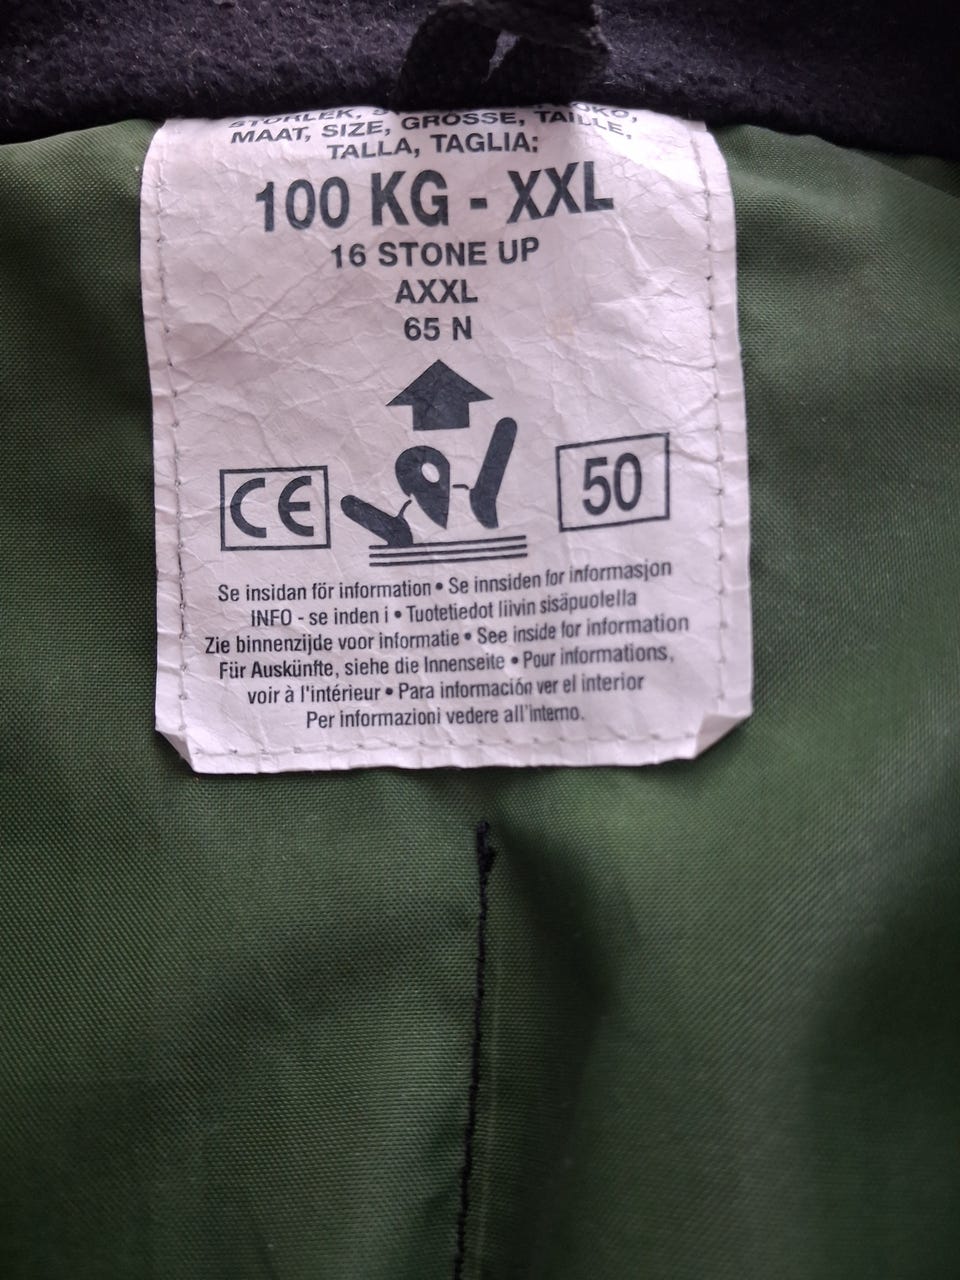 STORLEK,
MAAT, SIZE, GRÖSSE, TAILLE,
TALLA, TAGLIA:
100 KG - XXL
16 STONE UP
AXXL
65 N
CE
50
Se insidan för information • Se innsiden for informasjon
INFO - se inden i • Tuotetiedot liivin sisäpuolella
Zie binnenzijde voor informatie • See inside for information
Für Auskünfte, siehe die Innenseite • Pour informations,
voir à l'intérieur • Para información ver el interior
Per informazioni vedere all'interno.